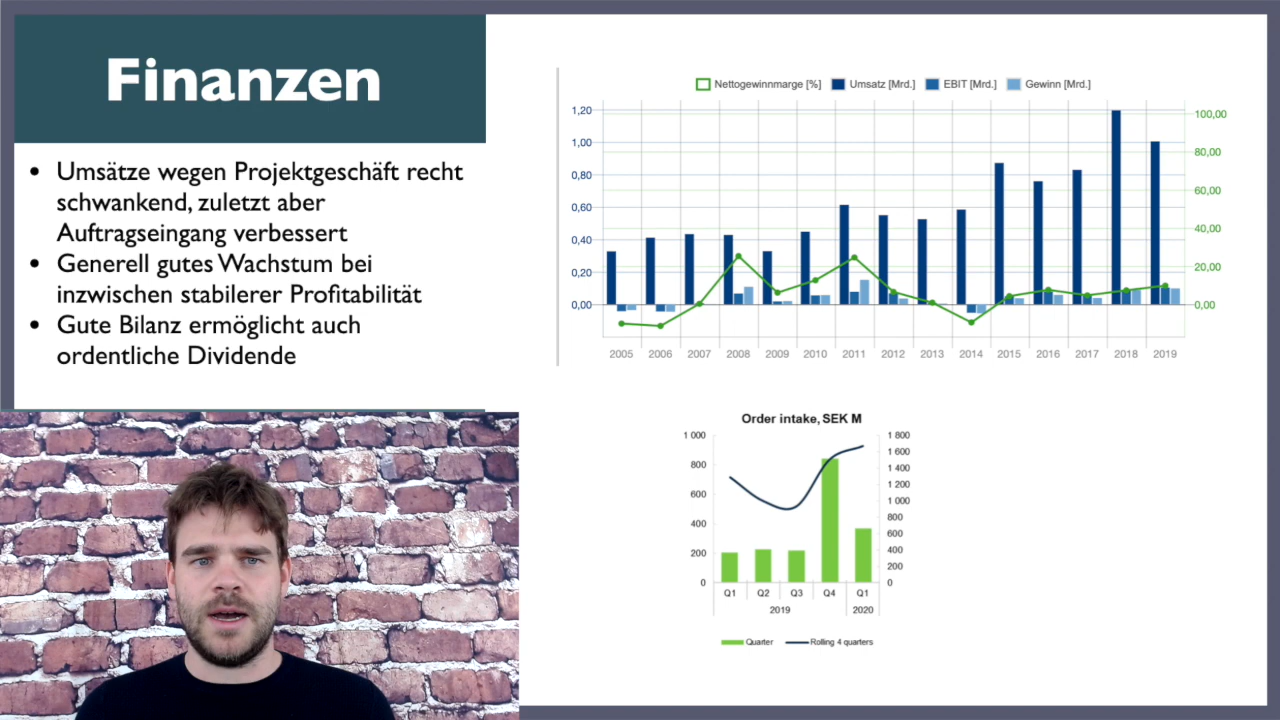 Finanzen
• Umsätze wegen Projektgeschäft recht
schwankend, zuletzt aber
Auftragseingang verbessert
• Generell gutes Wachstum bei
inzwischen stabilerer Profitabilität
• Gute Bilanz ermöglicht auch
ordentliche Dividende
Nettogewinnmarge [%] Umsatz [Mrd.] EBIT [Mrd.] Gewinn [Mrd.]
1,20 100,00
1,00 80,00
0,80 60,00
0,60 40,00
0,40 20,00
0,20 0,00
0,00
2005 2006 2007 2008 2009 2010 2011 2012 2013 2014 2015 2016 2017 2018 2019
Order intake, SEK M
1 000 1 800
800 1 600
600 1 400
400 1 200
200 1 000
0 800
600
400
200
0
Q1 Q2 Q3 Q4 Q1
2019 2020
Quarter Rolling 4 quarters